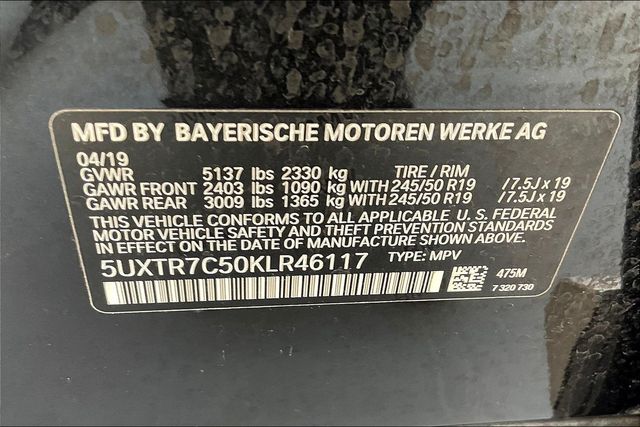 MFD BY BAYERISCHE MOTOREN WERKE AG
04/19
GVWR 5137 lbs 2330 kg TIRE / RIM
GAWR FRONT 2403 lbs 1090 kg WITH 245/50 R19 / 7.5J x 19
GAWR REAR 3009 lbs 1365 kg WITH 245/50 R19 / 7.5J x 19
THIS VEHICLE CONFORMS TO ALL APPLICABLE U. S. FEDERAL
MOTOR VEHICLE SAFETY AND THEFT PREVENTION STANDARDS
IN EFFECT ON THE DATE OF MANUFACTURE SHOWN ABOVE.
5UXTR7C50KLR46117 TYPE: MPV
475M
7 320 730